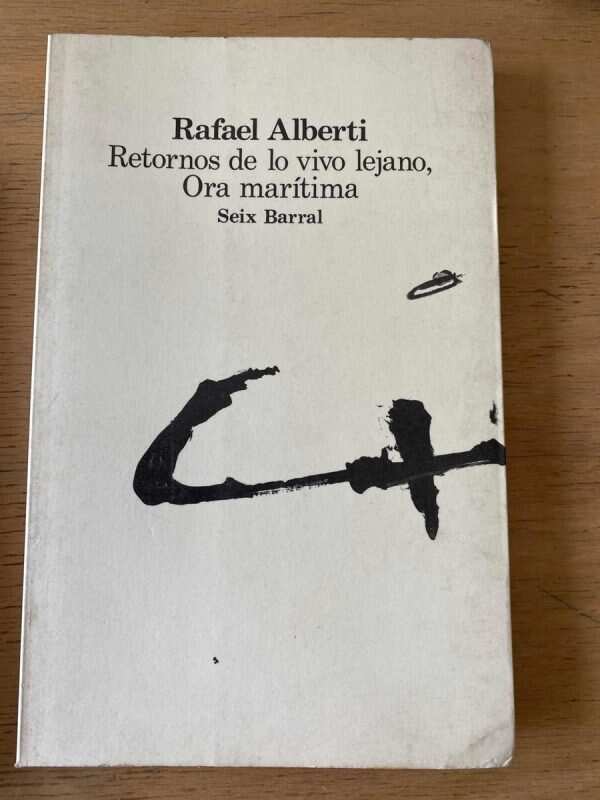 Rafael Alberti
Retornos de lo vivo lejano,
Ora marítima
Seix Barral